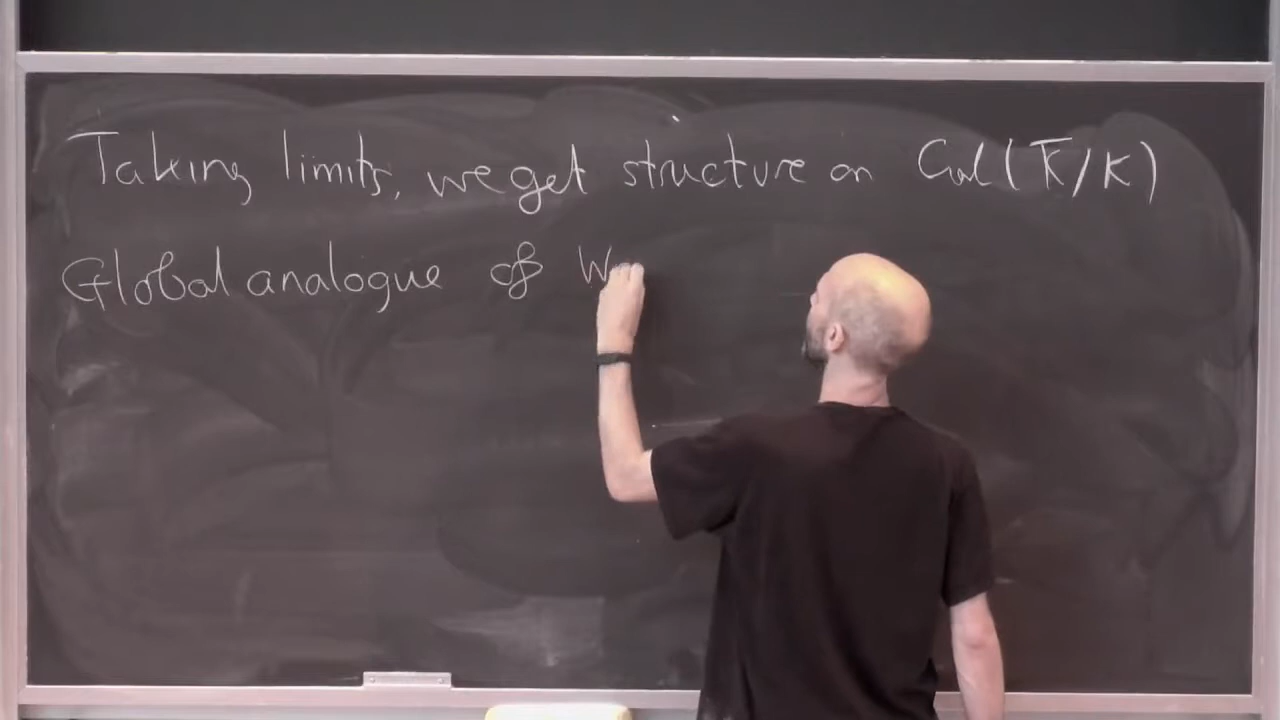 Taking limits, we get structure on Gal(K̅/K)
Global analogue of W